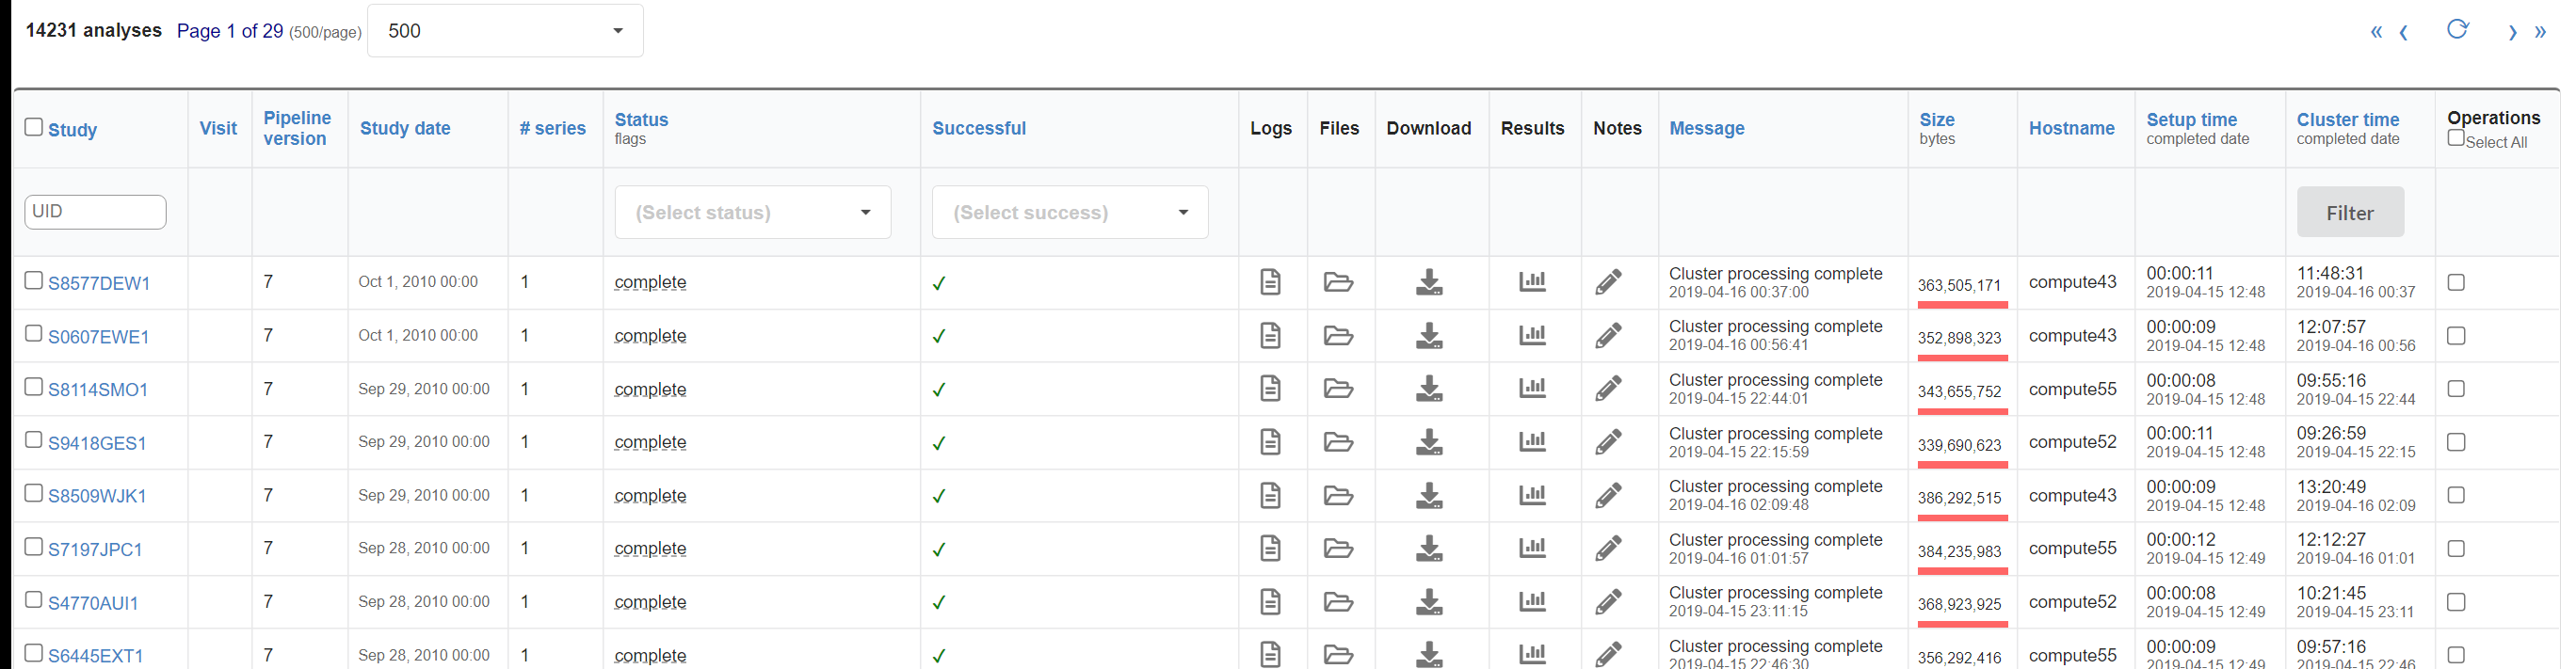 14231 analyses Page 1 of 29 (500/page) 500 « ‹ › »
Study Visit Pipeline version Study date # series Status flags Successful Logs Files Download Results Notes Message Size bytes Hostname Setup time completed date Cluster time completed date Operations Select All
UID (Select status) (Select success) Filter
S8577DEW1 7 Oct 1, 2010 00:00 1 complete ✓ Cluster processing complete 2019-04-16 00:37:00 363,505,171 compute43 00:00:11 2019-04-15 12:48 11:48:31 2019-04-16 00:37
S0607EWE1 7 Oct 1, 2010 00:00 1 complete ✓ Cluster processing complete 2019-04-16 00:56:41 352,898,323 compute43 00:00:09 2019-04-15 12:48 12:07:57 2019-04-16 00:56
S8114SMO1 7 Sep 29, 2010 00:00 1 complete ✓ Cluster processing complete 2019-04-15 22:44:01 343,655,752 compute55 00:00:08 2019-04-15 12:48 09:55:16 2019-04-15 22:44
S9418GES1 7 Sep 29, 2010 00:00 1 complete ✓ Cluster processing complete 2019-04-15 22:15:59 339,690,623 compute52 00:00:11 2019-04-15 12:48 09:26:59 2019-04-15 22:15
S8509WJK1 7 Sep 29, 2010 00:00 1 complete ✓ Cluster processing complete 2019-04-16 02:09:48 386,292,515 compute43 00:00:09 2019-04-15 12:48 13:20:49 2019-04-16 02:09
S7197JPC1 7 Sep 28, 2010 00:00 1 complete ✓ Cluster processing complete 2019-04-16 01:01:57 384,235,983 compute55 00:00:12 2019-04-15 12:49 12:12:27 2019-04-16 01:01
S4770AUI1 7 Sep 28, 2010 00:00 1 complete ✓ Cluster processing complete 2019-04-15 23:11:15 368,923,925 compute52 00:00:08 2019-04-15 12:49 10:21:45 2019-04-15 23:11
S6445EXT1 7 Sep 28, 2010 00:00 1 complete ✓ Cluster processing complete 2019-04-15 22:46:30 356,292,416 compute55 00:00:09 2019-04-15 12:49 09:57:16 2019-04-15 22:46